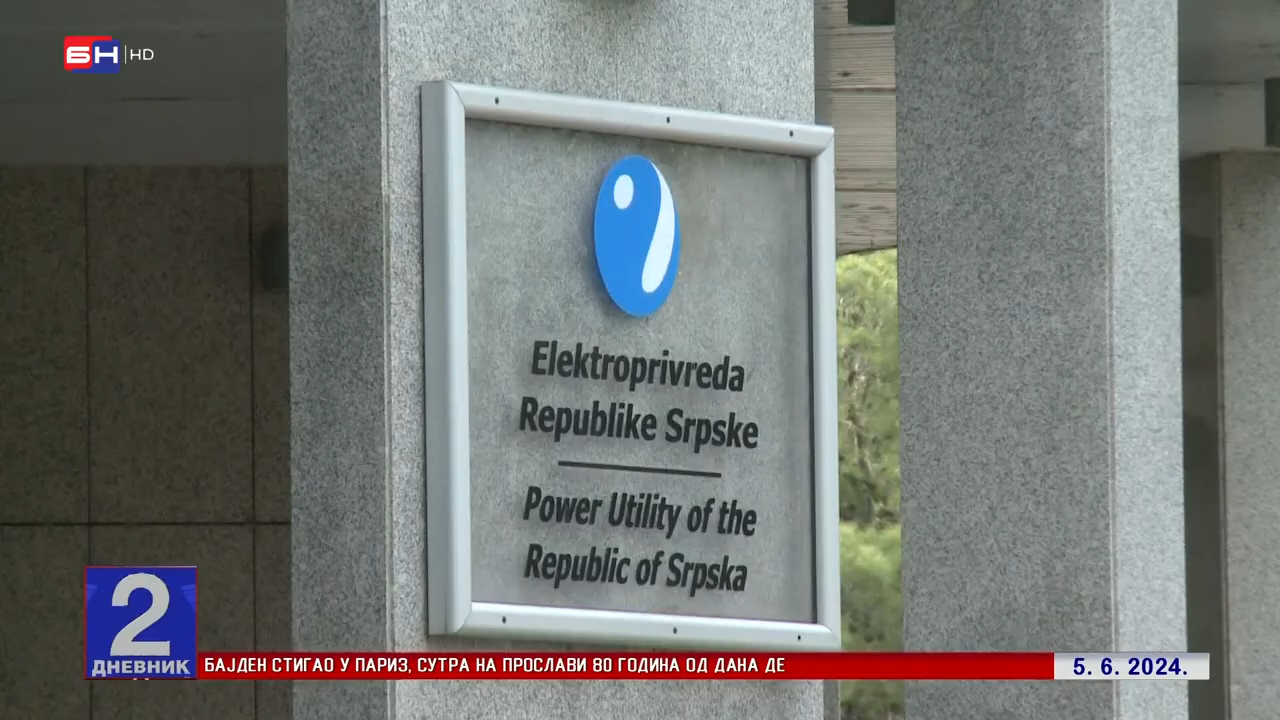 БН HD
Elektroprivreda
Republike Srpske
Power Utility of the
Republic of Srpska
2
ДНЕВНИК
БАЈДЕН СТИГАО У ПАРИЗ, СУТРА НА ПРОСЛАВИ 80 ГОДИНА ОД ДАНА ДЕ
5. 6. 2024.